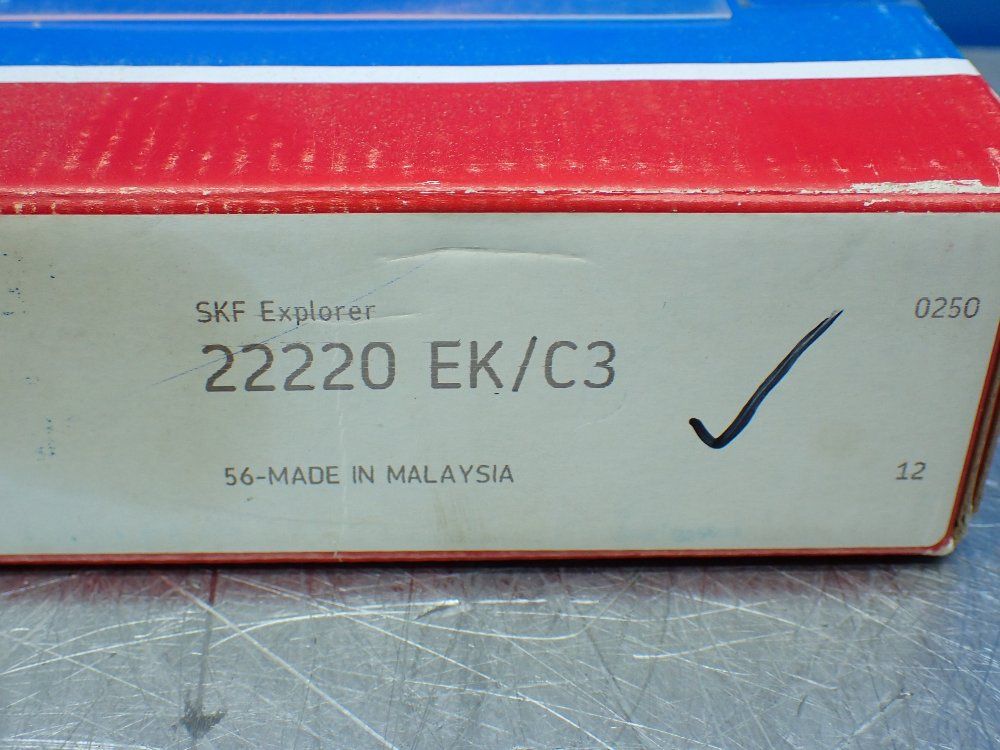 SKF Explorer
0250
22220 EK/C3
56-MADE IN MALAYSIA
12